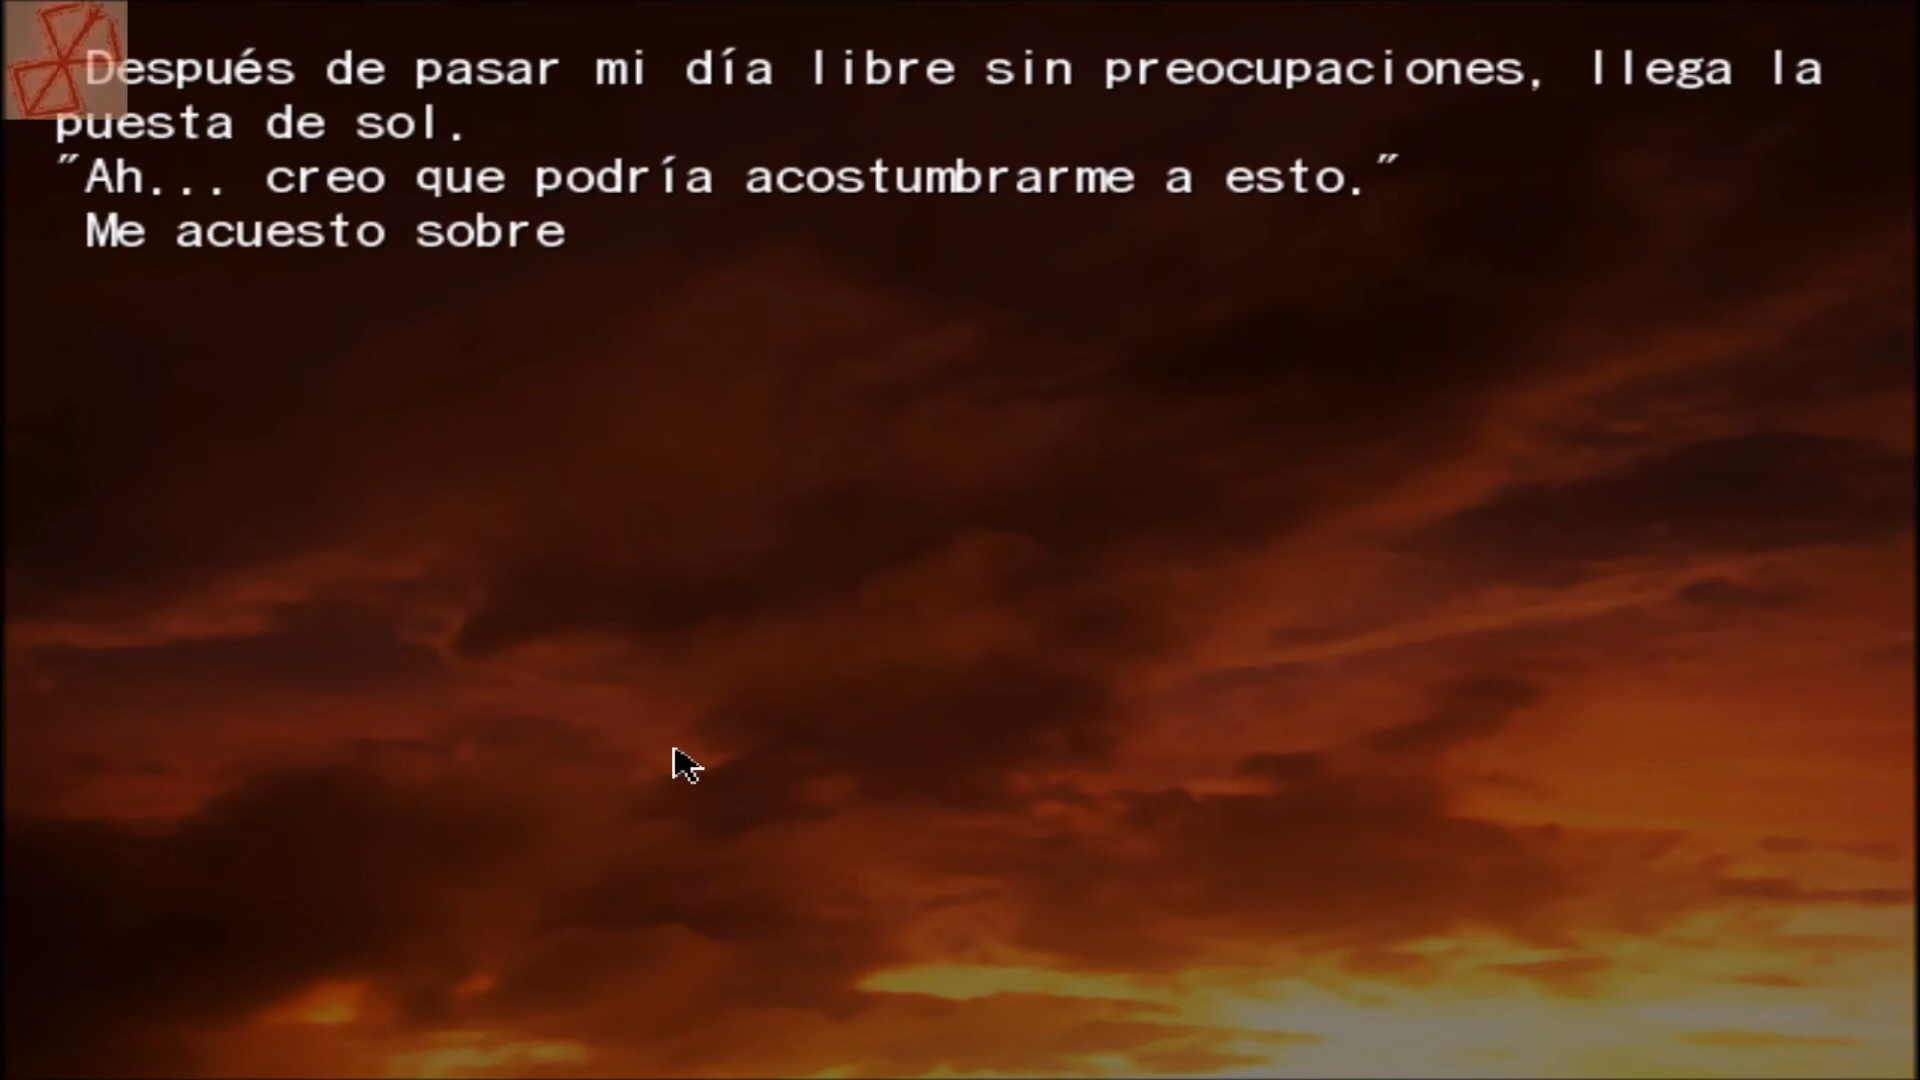 Después de pasar mi día libre sin preocupaciones, llega la
puesta de sol.
"Ah... creo que podría acostumbrarme a esto."
Me acuesto sobre